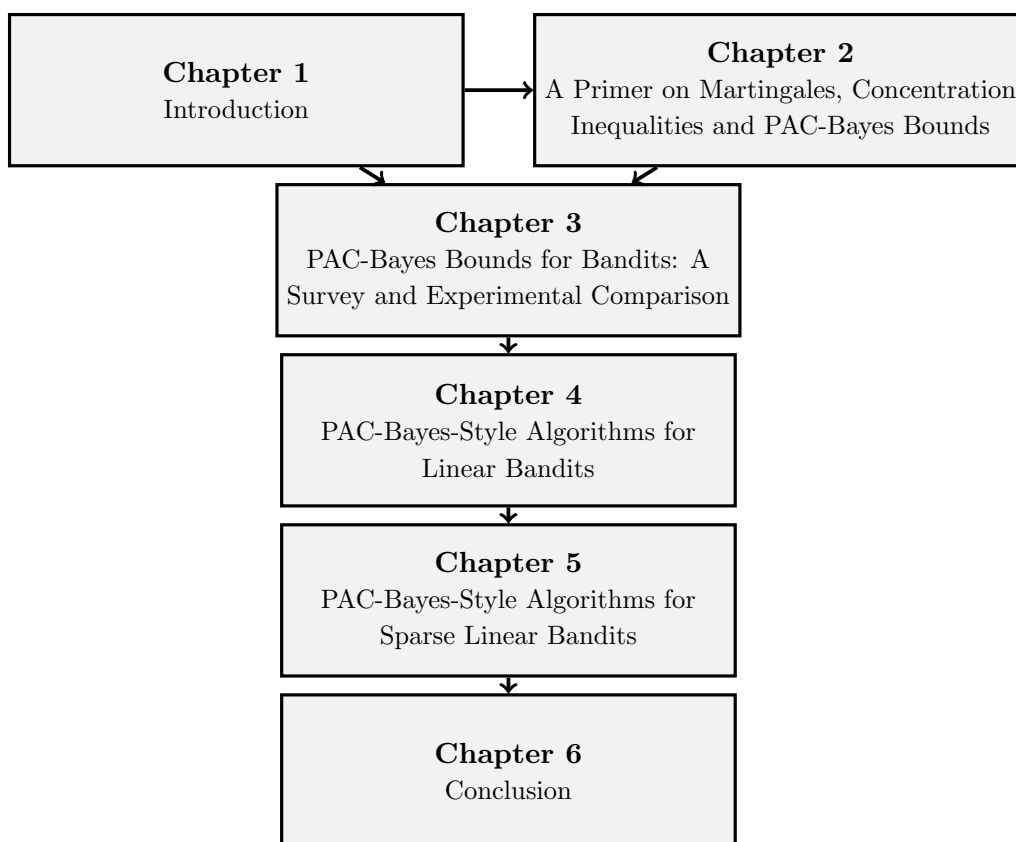 Chapter 1
Introduction
Chapter 2
A Primer on Martingales, Concentration
Inequalities and PAC-Bayes Bounds
Chapter 3
PAC-Bayes Bounds for Bandits: A
Survey and Experimental Comparison
Chapter 4
PAC-Bayes-Style Algorithms for
Linear Bandits
Chapter 5
PAC-Bayes-Style Algorithms for
Sparse Linear Bandits
Chapter 6
Conclusion